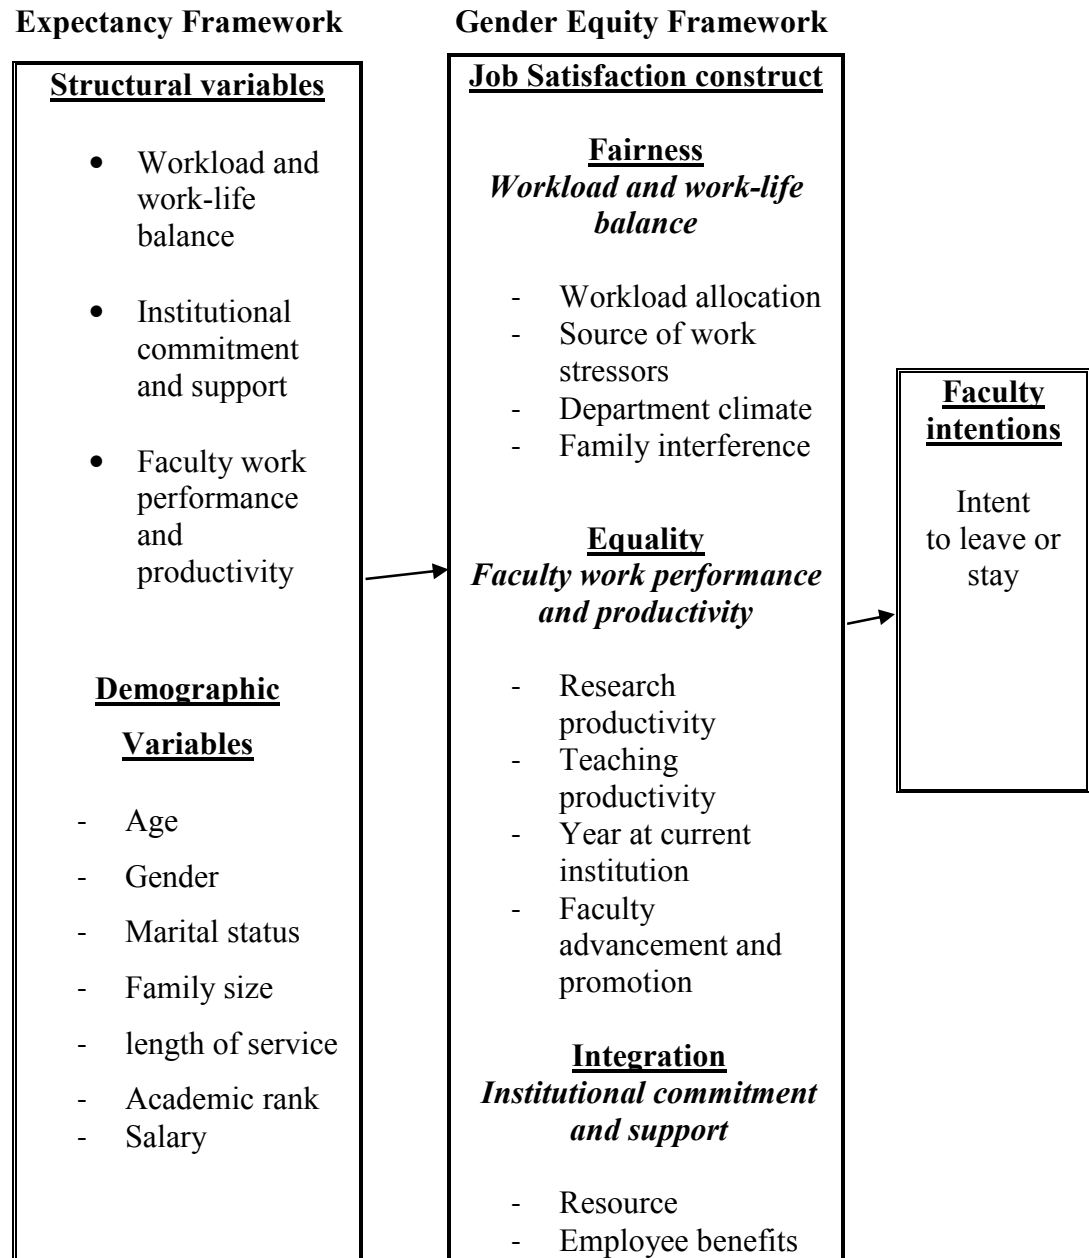 Expectancy Framework
Gender Equity Framework
Structural variables
• Workload and
work-life
balance
• Institutional
commitment
and support
• Faculty work
performance
and
productivity
Demographic
Variables
- Age
- Gender
- Marital status
- Family size
- length of service
- Academic rank
- Salary
Job Satisfaction construct
Fairness
Workload and work-life
balance
- Workload allocation
- Source of work
stressors
- Department climate
- Family interference
Equality
Faculty work performance
and productivity
- Research
productivity
- Teaching
productivity
- Year at current
institution
- Faculty
advancement and
promotion
Integration
Institutional commitment
and support
- Resource
- Employee benefits
Faculty
intentions
Intent
to leave or
stay